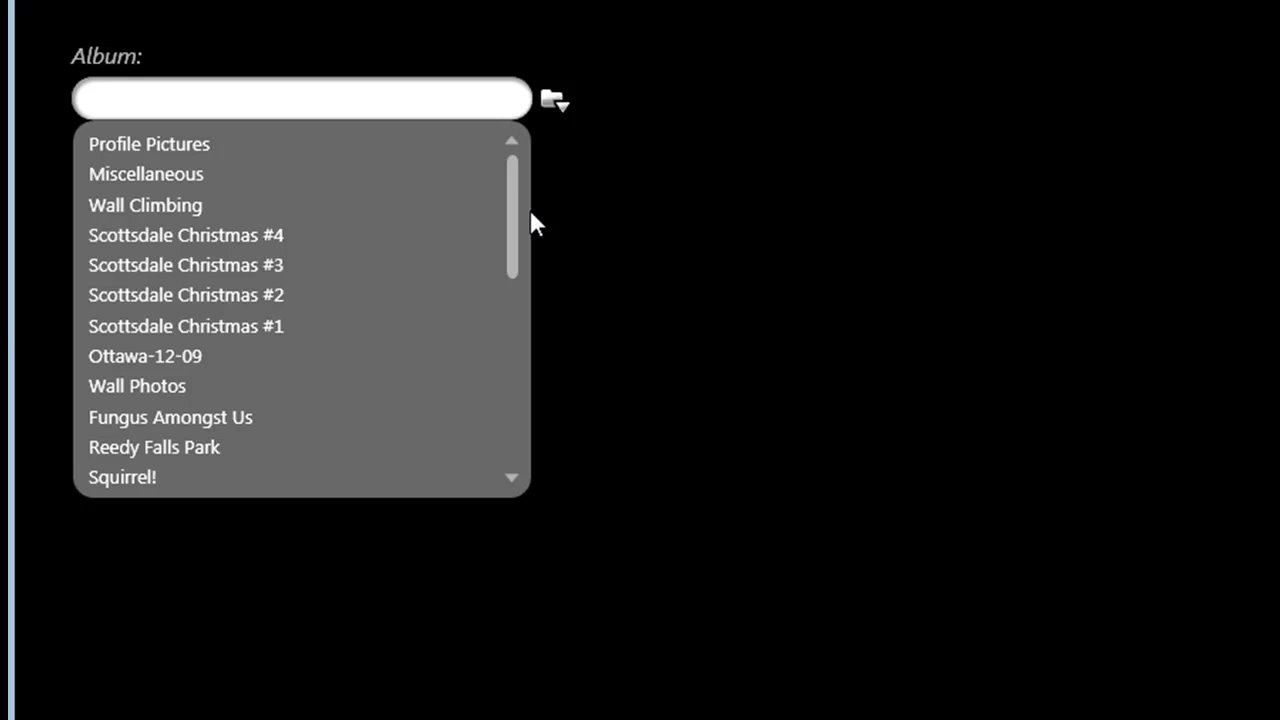 Album:
Profile Pictures
Miscellaneous
Wall Climbing
Scottsdale Christmas #4
Scottsdale Christmas #3
Scottsdale Christmas #2
Scottsdale Christmas #1
Ottawa-12-09
Wall Photos
Fungus Amongst Us
Reedy Falls Park
Squirrel!